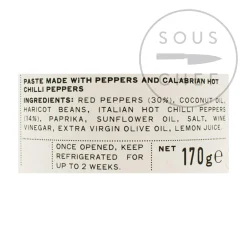 SOUS
CHEF
PASTE MADE WITH PEPPERS AND CALABRIAN HOT
CHILLI PEPPERS
INGREDIENTS: RED PEPPERS (30%), COCONUT OIL,
HARICOT BEANS, ITALIAN HOT CHILLI PEPPERS
(14%), PAPRIKA, SUNFLOWER OIL, SALT, WINE
VINEGAR, EXTRA VIRGIN OLIVE OIL, LEMON JUICE.
ONCE OPENED, KEEP
REFRIGERATED FOR
UP TO 2 WEEKS.
NET 170g e